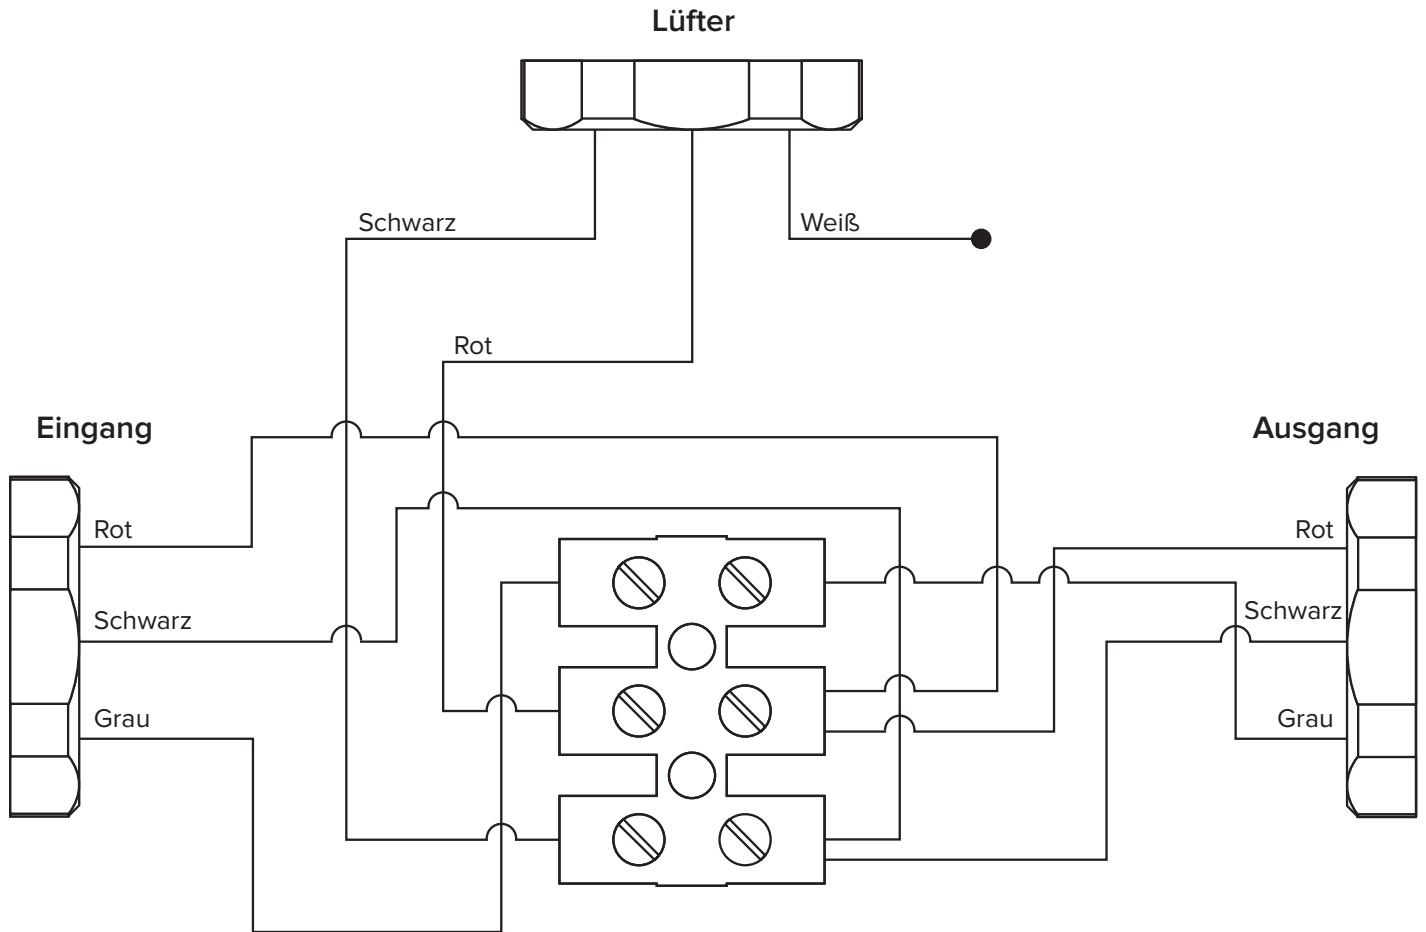 Lüfter
Schwarz
Weiß
Rot
Eingang
Ausgang
Rot
Rot
Schwarz
Schwarz
Grau
Grau